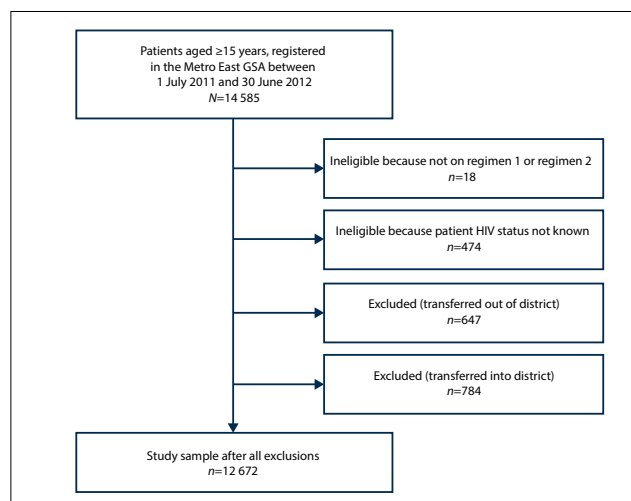 Patients aged ≥15 years, registered
in the Metro East GSA between
1 July 2011 and 30 June 2012
N=14 585
Ineligible because not on regimen 1 or regimen 2
n=18
Ineligible because patient HIV status not known
n=474
Excluded (transferred out of district)
n=647
Excluded (transferred into district)
n=784
Study sample after all exclusions
n=12 672